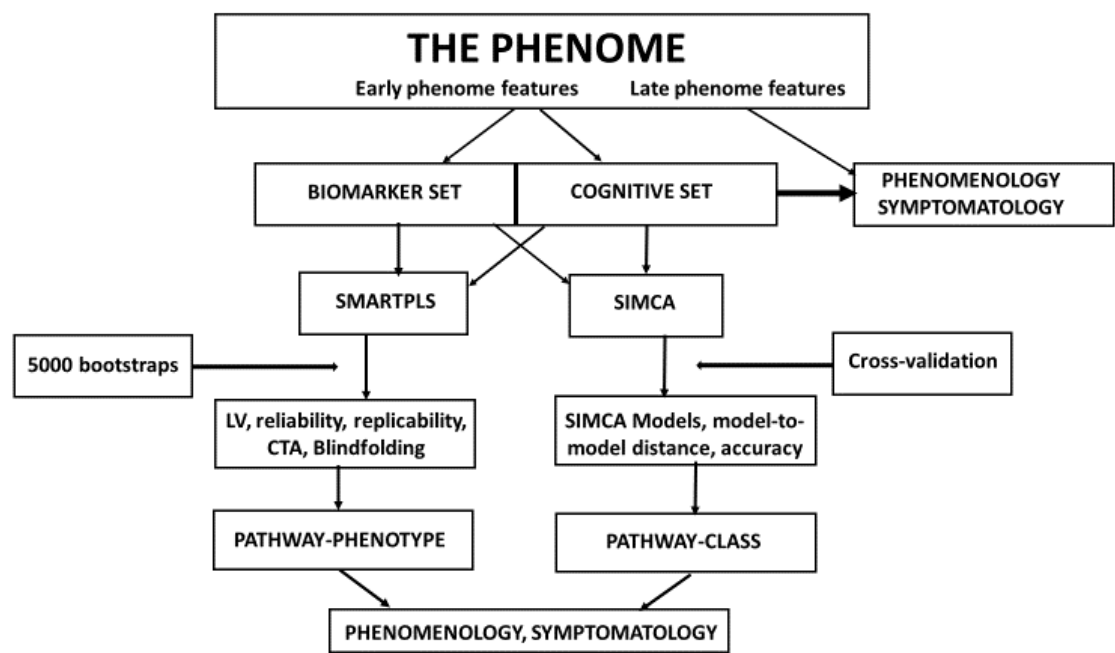 THE PHENOME
Early phenome features
Late phenome features
BIOMARKER SET
COGNITIVE SET
PHENOMENOLOGY
SYMPTOMATOLOGY
SMARTPLS
SIMCA
5000 bootstraps
Cross-validation
LV, reliability, replicability,
CTA, Blindfolding
SIMCA Models, model-to-
model distance, accuracy
PATHWAY-PHENOTYPE
PATHWAY-CLASS
PHENOMENOLOGY, SYMPTOMATOLOGY